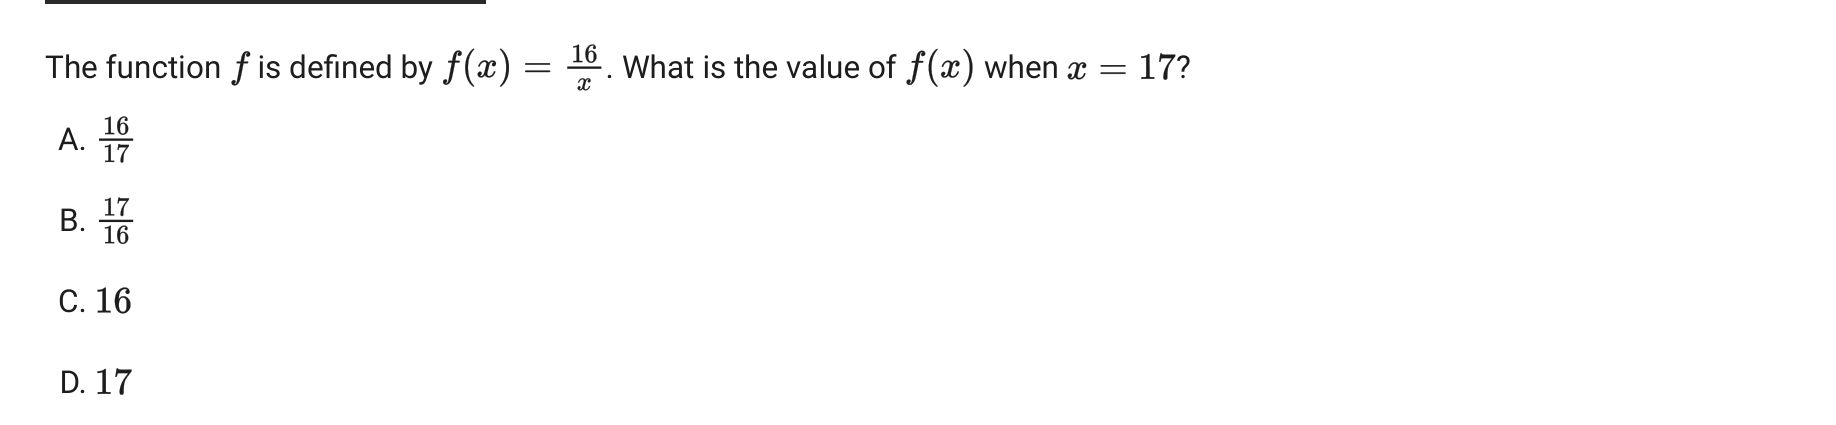 The function f is defined by f(x) = 16/x. What is the value of f(x) when x = 17?
A. 16/17
B. 17/16
C. 16
D. 17